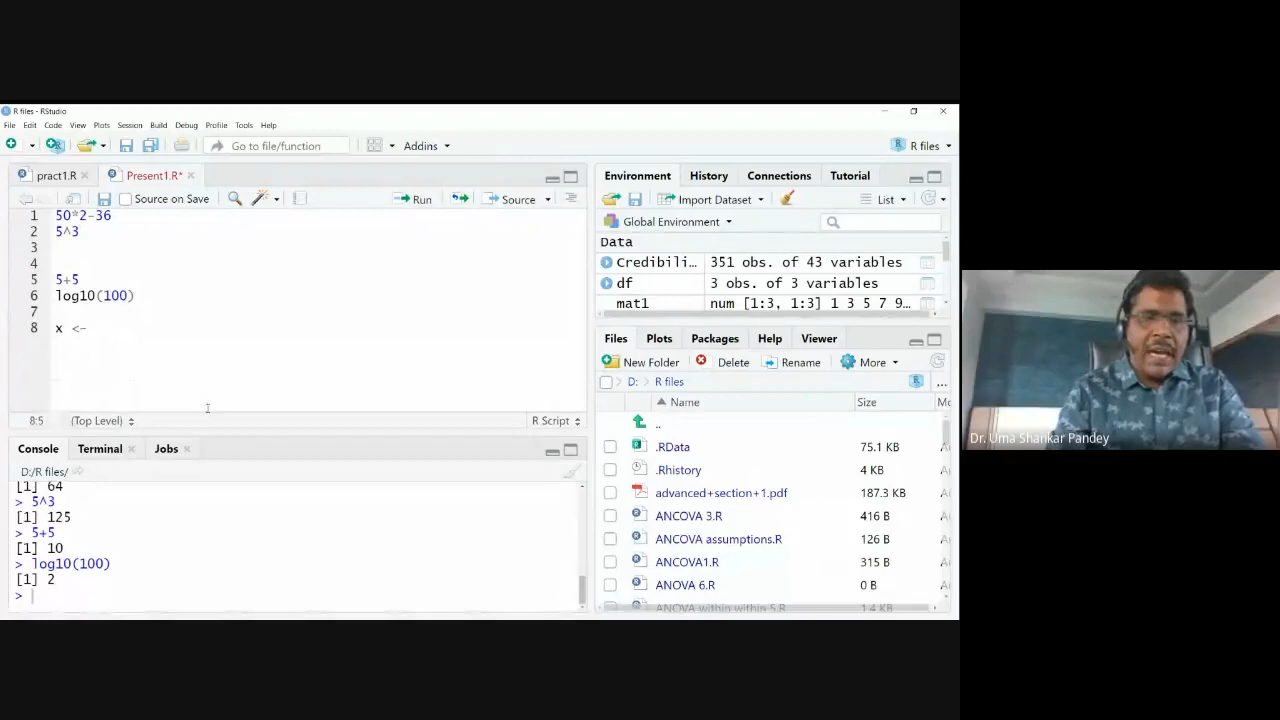 R files - RStudio
File Edit Code View Plots Session Build Debug Profile Tools Help
Go to file/function
Addins
R files
pract1.R
Present1.R*
Source on Save
Run
Source
1 50*2-36
2 5^3
3
4
5 5+5
6 log10(100)
7
8 x <-
8:5 (Top Level) R Script
Console Terminal Jobs
D:/R files/
[1] 64
> 5^3
[1] 125
> 5+5
[1] 10
> log10(100)
[1] 2
>
Environment History Connections Tutorial
Import Dataset List
Global Environment
Data
Credibili... 351 obs. of 43 variables
df 3 obs. of 3 variables
mat1 num [1:3, 1:3] 1 3 5 7 9...
Files Plots Packages Help Viewer
New Folder Delete Rename More
D: R files ...
Name Size
..
.RData 75.1 KB
.Rhistory 4 KB
advanced+section+1.pdf 187.3 KB
ANCOVA 3.R 416 B
ANCOVA assumptions.R 126 B
ANCOVA1.R 315 B
ANOVA 6.R 0 B
ANOVA within within 5.R 1.4 KB
Dr. Uma Shankar Pandey